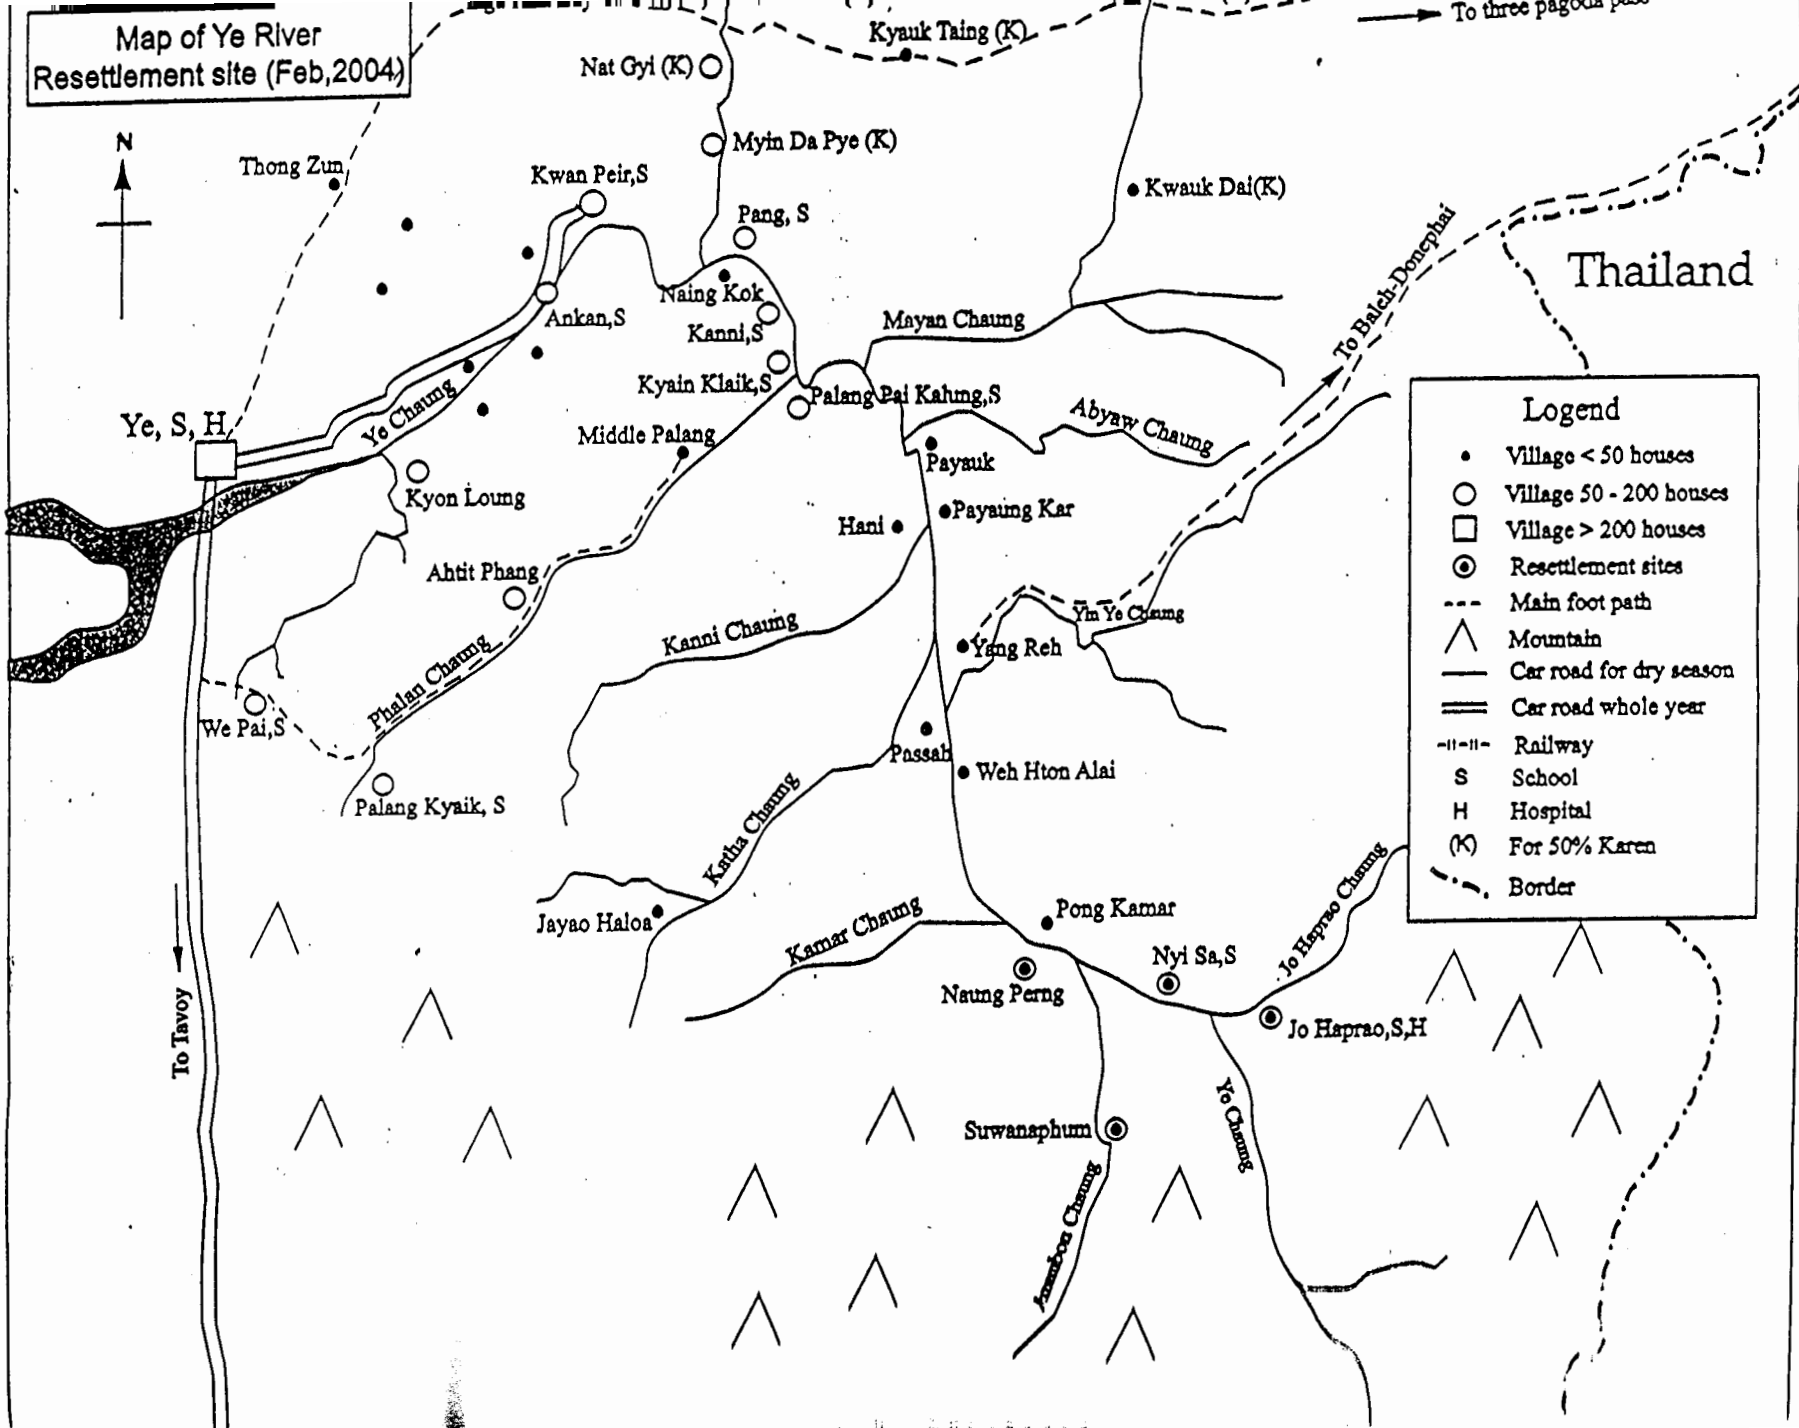 Map of Ye River
Resettlement site (Feb,2004)
To three pagoda pass
Kyauk Taing (K)
Nat Gyi (K)
N
Myin Da Pye (K)
Thong Zun
Kwan Peir,S
Kwauk Dai(K)
Pang, S
To Baleh-Donephai
Thailand
Naing Kok
Ankan,S
Kanni,S
Mayan Chaung
Kyain Klaik,S
Palang Pai Kahng,S
Ye, S, H
Ye Chaung
Middle Palang
Abyaw Chaung
Payauk
Kyon Loung
Hani
Payaung Kar
Ahtit Phang
Kanni Chaung
Ym Ye Chaung
Yang Reh
Phalan Chaung
We Pai,S
Passah
Weh Hton Alai
Palang Kyaik, S
Katha Chaung
Jayao Haloa
Kamar Chaung
Pong Kamar
Jo Haprao Chaung
Nyi Sa,S
Naung Perng
Jo Haprao,S,H
To Tavoy
Suwanaphum
Ye Chaung
Legend
Village < 50 houses
Village 50 - 200 houses
Village > 200 houses
Resettlement sites
Main foot path
Mountain
Car road for dry season
Car road whole year
Railway
S School
H Hospital
(K) For 50% Karen
Border